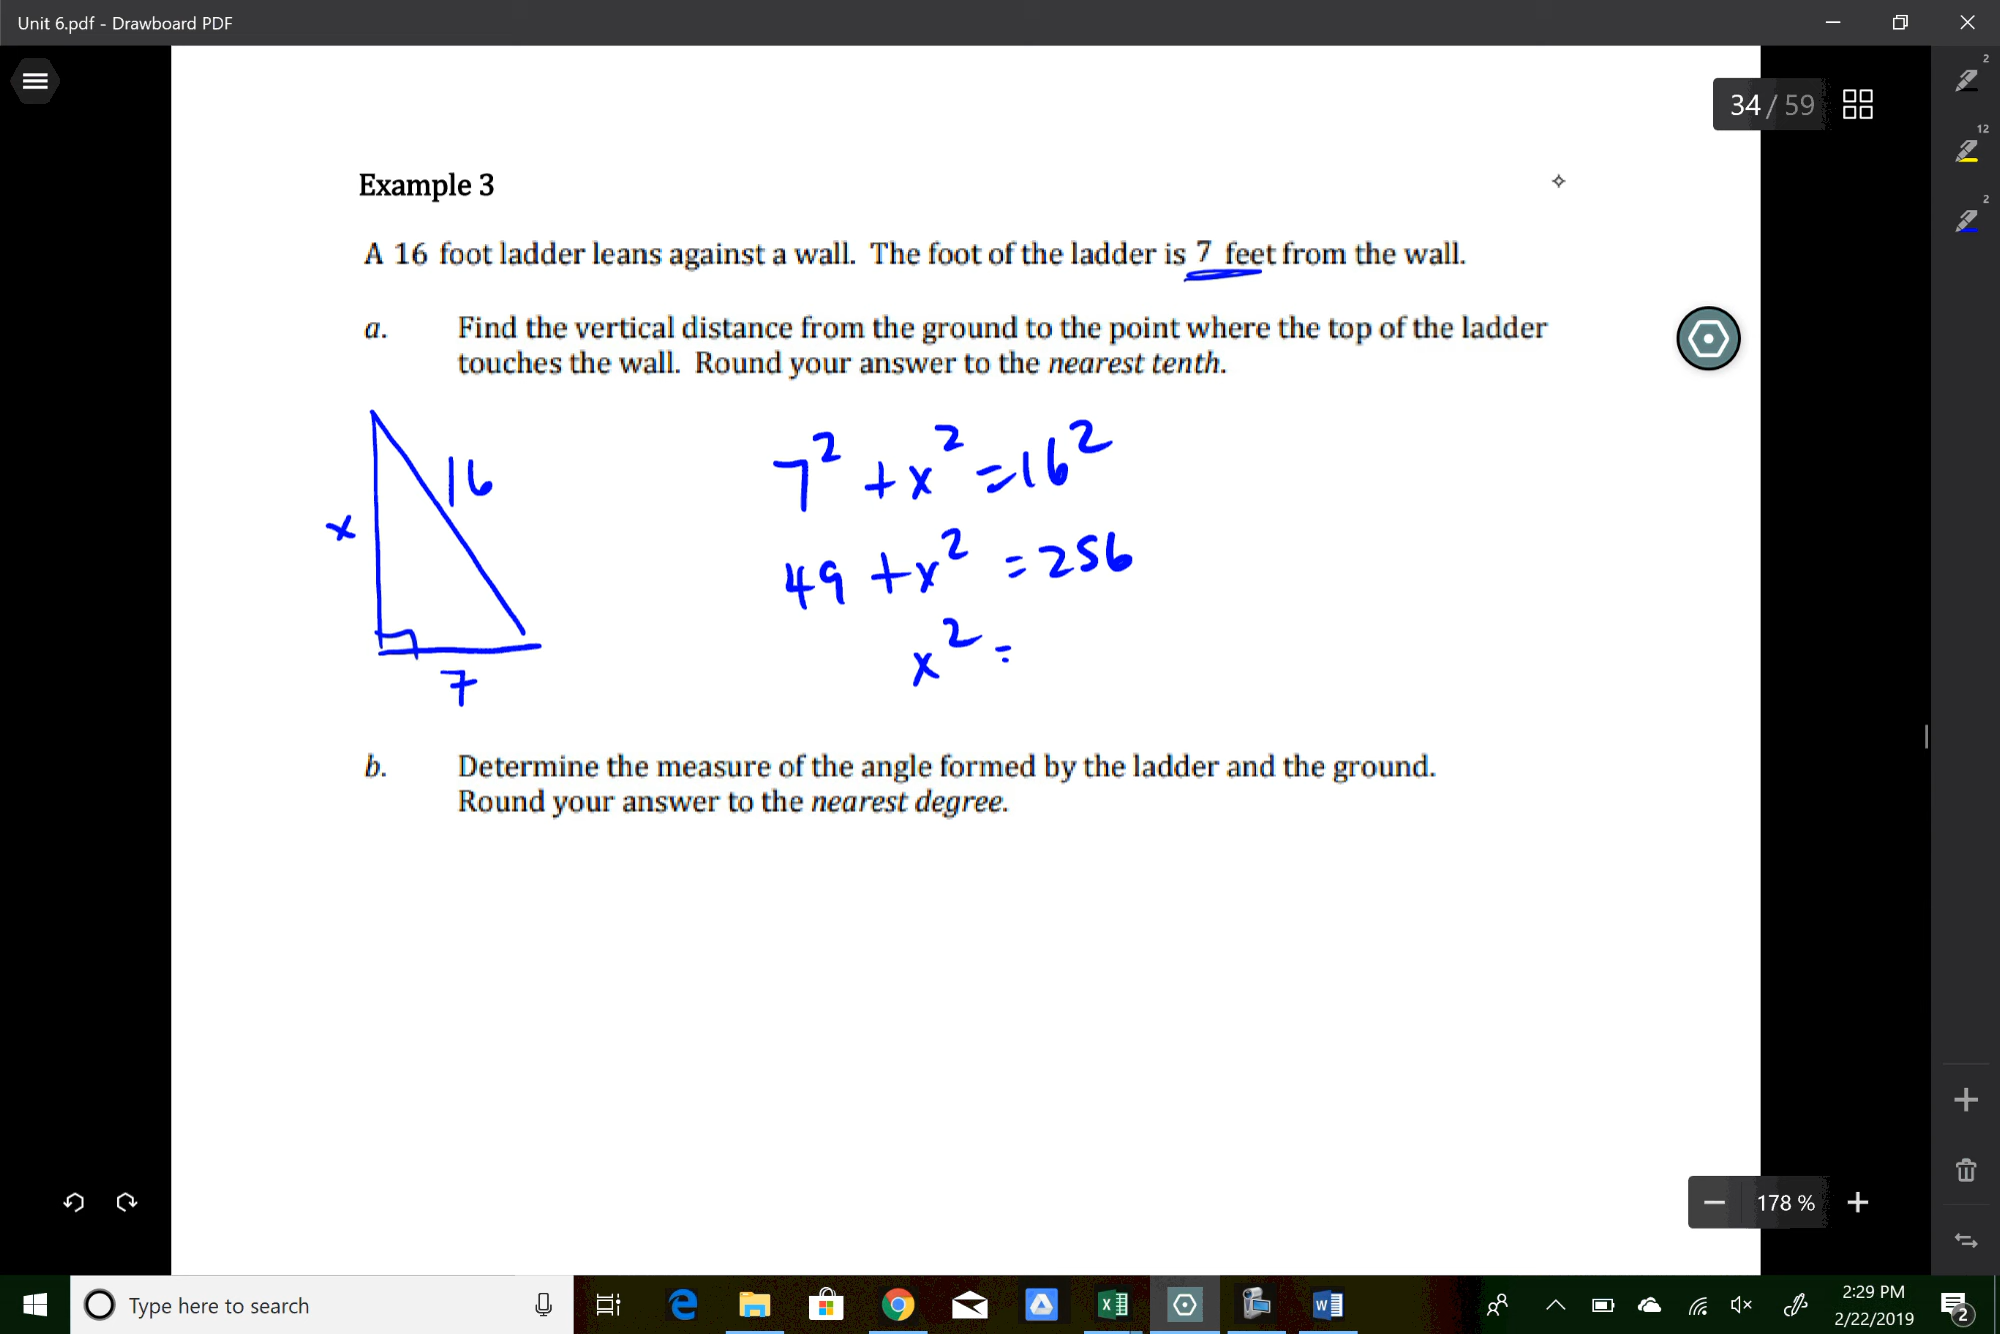 Unit 6.pdf - Drawboard PDF
2
34 / 59
12
2
Example 3
A 16 foot ladder leans against a wall. The foot of the ladder is 7 feet from the wall.
a. Find the vertical distance from the ground to the point where the top of the ladder
touches the wall. Round your answer to the nearest tenth.
16
x
7
7² + x² = 16²
49 + x² = 256
x² =
b. Determine the measure of the angle formed by the ladder and the ground.
Round your answer to the nearest degree.
178 %
Type here to search
2:29 PM
2/22/2019
2